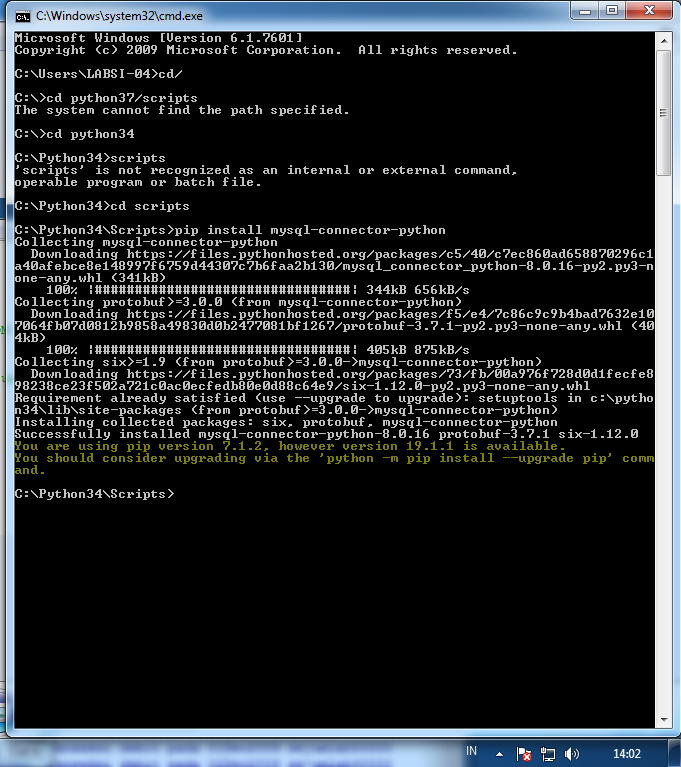 C:\Windows\system32\cmd.exe
Microsoft Windows [Version 6.1.7601]
Copyright (c) 2009 Microsoft Corporation.  All rights reserved.
C:\Users\LABSI-04>cd/
C:\>cd python37/scripts
The system cannot find the path specified.
C:\>cd python34
C:\Python34>scripts
'scripts' is not recognized as an internal or external command,
operable program or batch file.
C:\Python34>cd scripts
C:\Python34\Scripts>pip install mysql-connector-python
Collecting mysql-connector-python
  Downloading https://files.pythonhosted.org/packages/c5/40/c7ec860ad658870296c1
a40afebce8e148997f6759d44307c7b6faa2b130/mysql_connector_python-8.0.16-py2.py3-n
one-any.whl (341kB)
    100% |################################| 344kB 656kB/s
Collecting protobuf>=3.0.0 (from mysql-connector-python)
  Downloading https://files.pythonhosted.org/packages/f5/e4/7c86c9c9b4bad7632e10
7064fb07d0812b9858a49830d0b2477081bf1267/protobuf-3.7.1-py2.py3-none-any.whl (40
4kB)
    100% |################################| 405kB 875kB/s
Collecting six>=1.9 (from protobuf>=3.0.0->mysql-connector-python)
  Downloading https://files.pythonhosted.org/packages/73/fb/00a976f728d0d1fecfe8
98238ce23f502a721c0ac0ecfedb80e0d88c64e9/six-1.12.0-py2.py3-none-any.whl
Requirement already satisfied (use --upgrade to upgrade): setuptools in c:\pytho
n34\lib\site-packages (from protobuf>=3.0.0->mysql-connector-python)
Installing collected packages: six, protobuf, mysql-connector-python
Successfully installed mysql-connector-python-8.0.16 protobuf-3.7.1 six-1.12.0
You are using pip version 7.1.2, however version 19.1.1 is available.
You should consider upgrading via the 'python -m pip install --upgrade pip' comm
and.
C:\Python34\Scripts>
IN
14:02